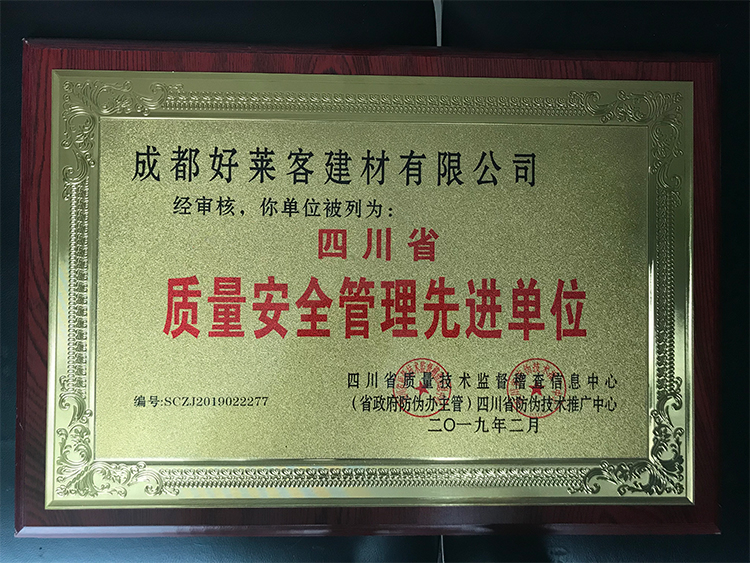 成都好莱客建材有限公司
经审核，你单位被列为：
四川省
质量安全管理先进单位
四川省质量技术监督稽查信息中心
编号:SCZJ2019022277
（省政府防伪办主管）四川省防伪技术推广中心
二〇一九年二月